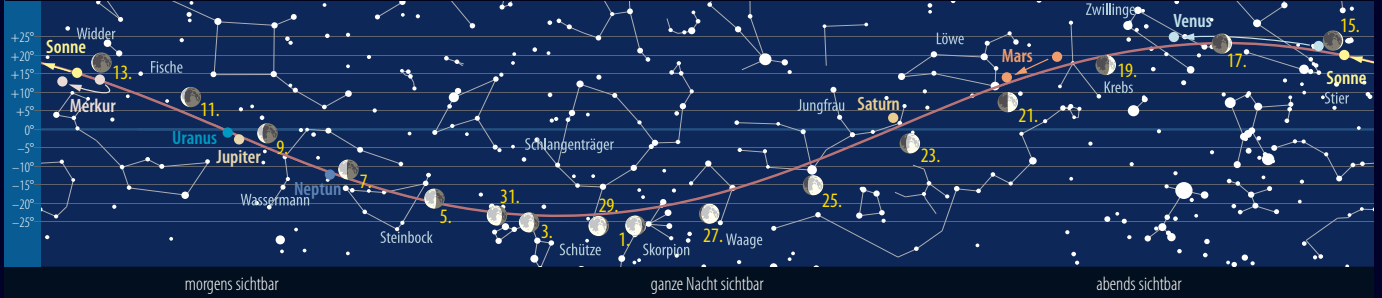 Zwillinge
Venus
15.
Widder
Sonne
Löwe
Mars
17.
+25°
+20°
13.
Fische
19.
Sonne
+15°
Merkur
Krebs
Stier
+10°
11.
Jungfrau
Saturn
21.
+5°
0°
Uranus
9.
Schlangenträger
23.
-5°
Jupiter
-10°
Neptun
7.
-15°
Wassermann
5.
31.
29.
25.
-20°
3.
1.
27.
-25°
Steinbock
Schütze
Skorpion
Waage
morgens sichtbar
ganze Nacht sichtbar
abends sichtbar